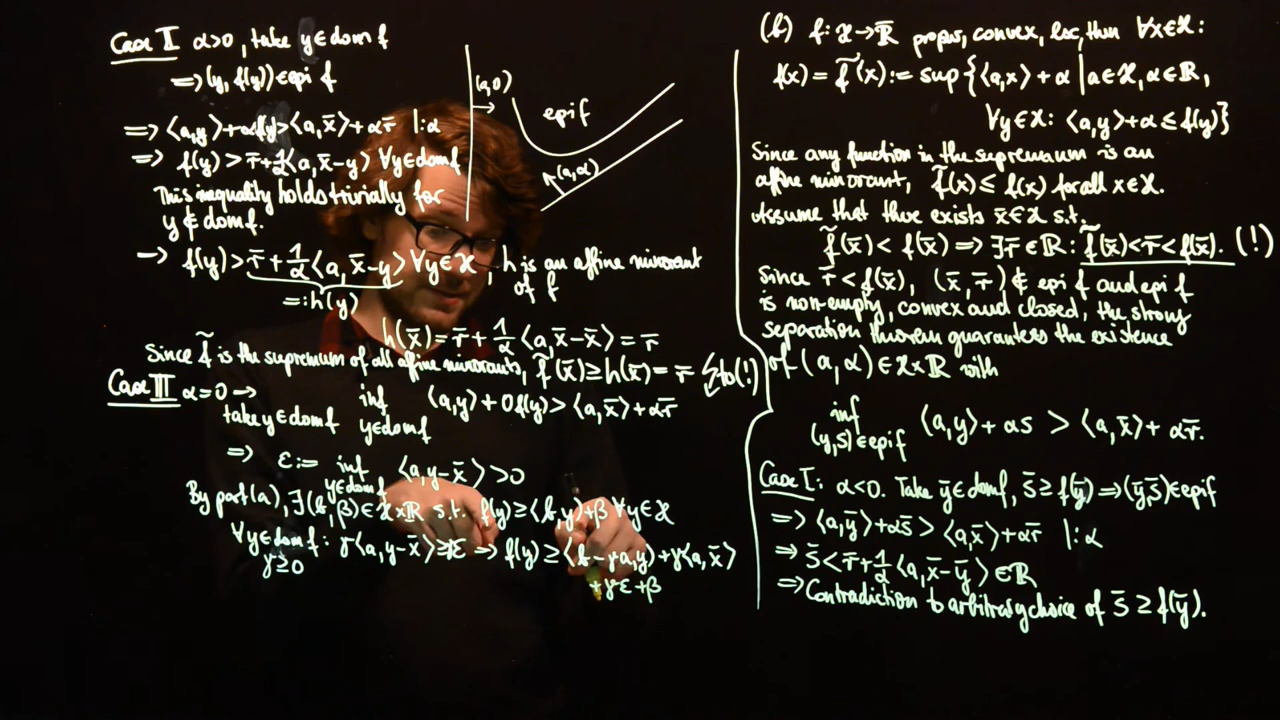 (b) f: X→R̄ proper, convex, lsc, then ∀x∈X:
f(x) = f̃(x) := sup{⟨a,x⟩ + α | a∈X, α∈R,
∀y∈X: ⟨a,y⟩+α ≤ f(y)}
Since any function in the supremum is an
affine minorant, f̃(x) ≤ f(x) for all x∈X.
Assume that there exists x̄∈X s.t.
f̃(x̄) < f(x̄) ⇒ ∃r̄∈R: f̃(x̄)<r̄<f(x̄). (!)
Since r̄ < f(x̄), (x̄, r̄) ∉ epi f and epi f
is non-empty, convex and closed, the strong
separation theorem guarantees the existence
of (a, α) ∈ X×R with
inf ⟨a,y⟩ + αs > ⟨a,x̄⟩ + αr̄.
(y,s)∈epi f
Case I: α<0. Take ȳ∈dom f, s̄≥f(ȳ) ⇒ (ȳ,s̄)∈epi f
⇒ ⟨a,ȳ⟩+αs̄ > ⟨a,x̄⟩+αr̄ |:α
⇒ s̄ < r̄ + 1/α ⟨a,x̄-ȳ⟩ ∈R
⇒ Contradiction to arbitrary choice of s̄ ≥ f(ȳ).
Case II α>0, take y∈dom f
⇒ (y, f(y)) ∈ epi f
⇒ ⟨a,y⟩+αf(y)>⟨a,x̄⟩+αr̄ |:α
⇒ f(y) > r̄+1/α⟨a,x̄-y⟩ ∀y∈dom f
This inequality holds trivially for
y ∉ dom f.
→ f(y) > r̄ + 1/α ⟨a,x̄-y⟩ ∀y∈X, h is an affine minorant
of f
=:h(y)
(a,0)
epi f
(a,α)
h(x̄) = r̄ + 1/α ⟨a,x̄-x̄⟩ = r̄
Since f̃ is the supremum of all affine minorants, f̃(x̄) ≥ h(x̄) = r̄ ↯ to (!)
Case III α=0 → inf ⟨a,y⟩ + 0f(y) > ⟨a,x̄⟩ + αr̄
take y∈dom f y∈dom f
⇒ ε := inf ⟨a,y-x̄⟩ > 0
y∈dom f
By part (a), ∃(b,β)∈X×R s.t. f(y) ≥ ⟨b,y⟩+β ∀y∈X
∀y∈dom f: γ⟨a,y-x̄⟩ ≥ γε ⇒ f(y) ≥ ⟨b-γa,y⟩+γ⟨a,x̄⟩
γ≥0
+γε+β